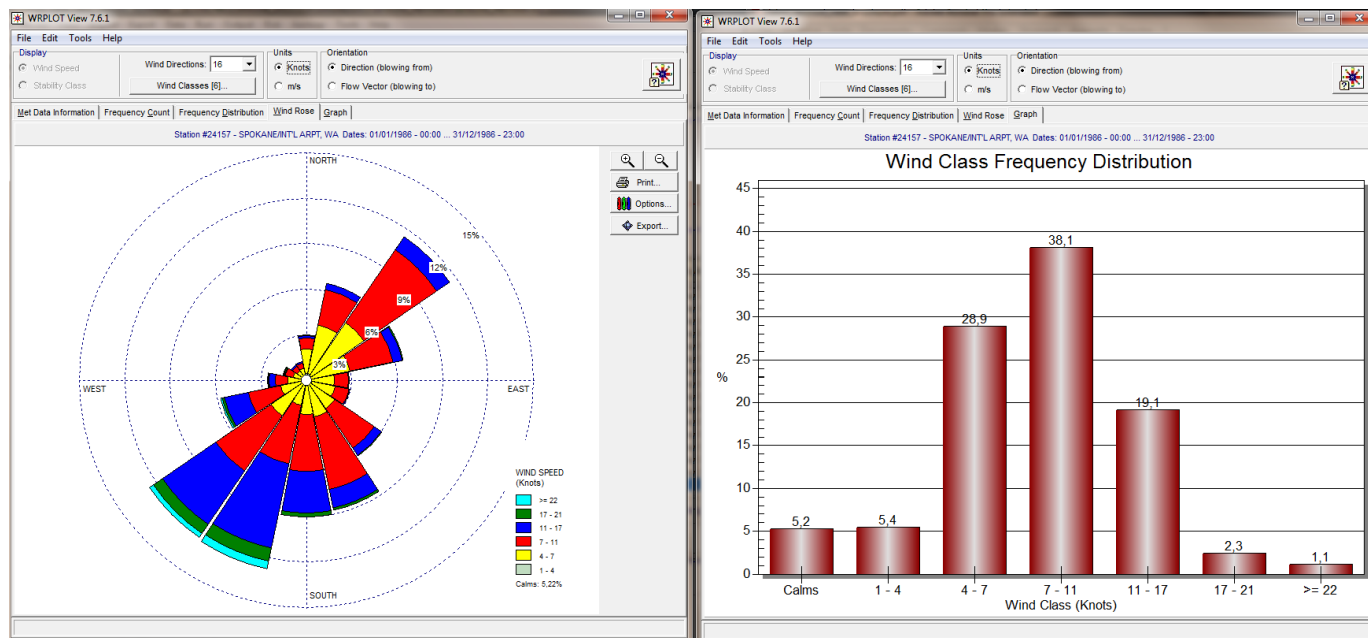 WRPLOT View 7.6.1
File Edit Tools Help
Display
Wind Speed
Stability Class
Wind Directions: 16
Wind Classes [6]...
Units
Knots
m/s
Orientation
Direction (blowing from)
Flow Vector (blowing to)
Met Data Information Frequency Count Frequency Distribution Wind Rose Graph
Station #24157 - SPOKANE/INT'L ARPT, WA Dates: 01/01/1986 - 00:00 ... 31/12/1986 - 23:00
NORTH
15%
12%
9%
6%
3%
WEST
EAST
SOUTH
WIND SPEED
(Knots)
>= 22
17 - 21
11 - 17
7 - 11
4 - 7
1 - 4
Calms: 5,22%
Print...
Options...
Export...
WRPLOT View 7.6.1
File Edit Tools Help
Display
Wind Speed
Stability Class
Wind Directions: 16
Wind Classes [6]...
Units
Knots
m/s
Orientation
Direction (blowing from)
Flow Vector (blowing to)
Met Data Information Frequency Count Frequency Distribution Wind Rose Graph
Station #24157 - SPOKANE/INT'L ARPT, WA Dates: 01/01/1986 - 00:00 ... 31/12/1986 - 23:00
Wind Class Frequency Distribution
45
40
35
30
25
20
15
10
5
0
%
5,2
5,4
28,9
38,1
19,1
2,3
1,1
Calms 1 - 4 4 - 7 7 - 11 11 - 17 17 - 21 >= 22
Wind Class (Knots)